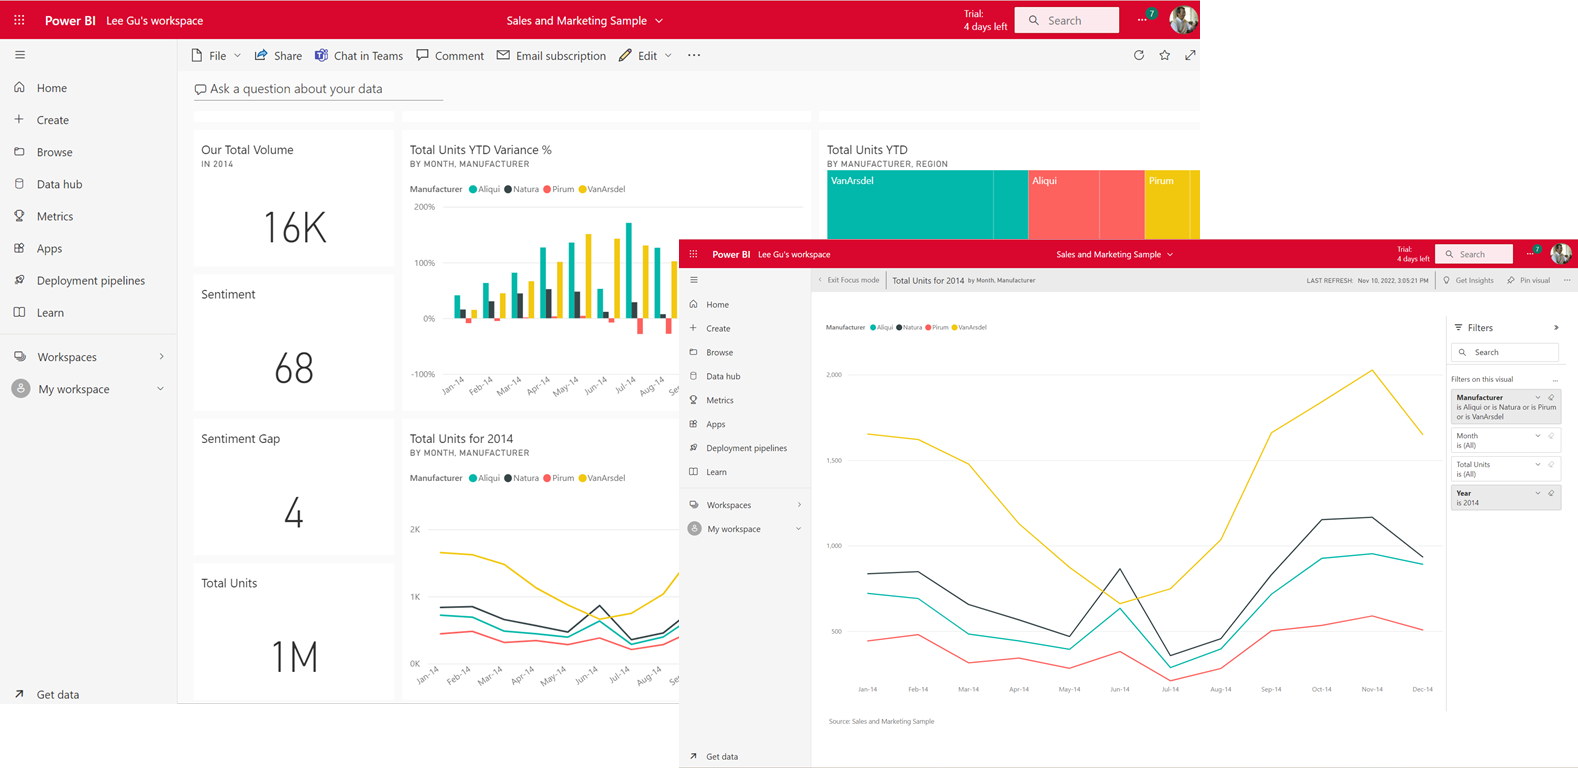 Power BI Lee Gu's workspace
Sales and Marketing Sample
Trial:
4 days left
Search
7
File
Share
Chat in Teams
Comment
Email subscription
Edit
Home
Create
Browse
Data hub
Metrics
Apps
Deployment pipelines
Learn
Workspaces
My workspace
Get data
Ask a question about your data
Our Total Volume
IN 2014
16K
Sentiment
68
Sentiment Gap
4
Total Units
1M
Total Units YTD Variance %
BY MONTH, MANUFACTURER
Manufacturer Aliqui Natura Pirum VanArsdel
200%
100%
0%
-100%
Jan-14 Feb-14 Mar-14 Apr-14 May-14 Jun-14 Jul-14 Aug-14
Total Units for 2014
BY MONTH, MANUFACTURER
Manufacturer Aliqui Natura Pirum VanArsdel
2K
1K
0K
Jan-14 Feb-14 Mar-14 Apr-14 May-14 Jun-14 Jul-14 Aug-14
Total Units YTD
BY MANUFACTURER, REGION
VanArsdel
Aliqui
Pirum
Power BI Lee Gu's workspace
Sales and Marketing Sample
Trial:
4 days left
Search
7
Exit Focus mode
Total Units for 2014 by Month, Manufacturer
LAST REFRESH: Nov 10, 2022, 3:05:21 PM
Get Insights
Pin visual
Home
Create
Browse
Data hub
Metrics
Apps
Deployment pipelines
Learn
Workspaces
My workspace
Get data
Manufacturer Aliqui Natura Pirum VanArsdel
2,000
1,500
1,000
500
Jan-14 Feb-14 Mar-14 Apr-14 May-14 Jun-14 Jul-14 Aug-14 Sep-14 Oct-14 Nov-14 Dec-14
Source: Sales and Marketing Sample
Filters
Search
Filters on this visual
Manufacturer
is Aliqui or is Natura or is Pirum
or is VanArsdel
Month
is (All)
Total Units
is (All)
Year
is 2014